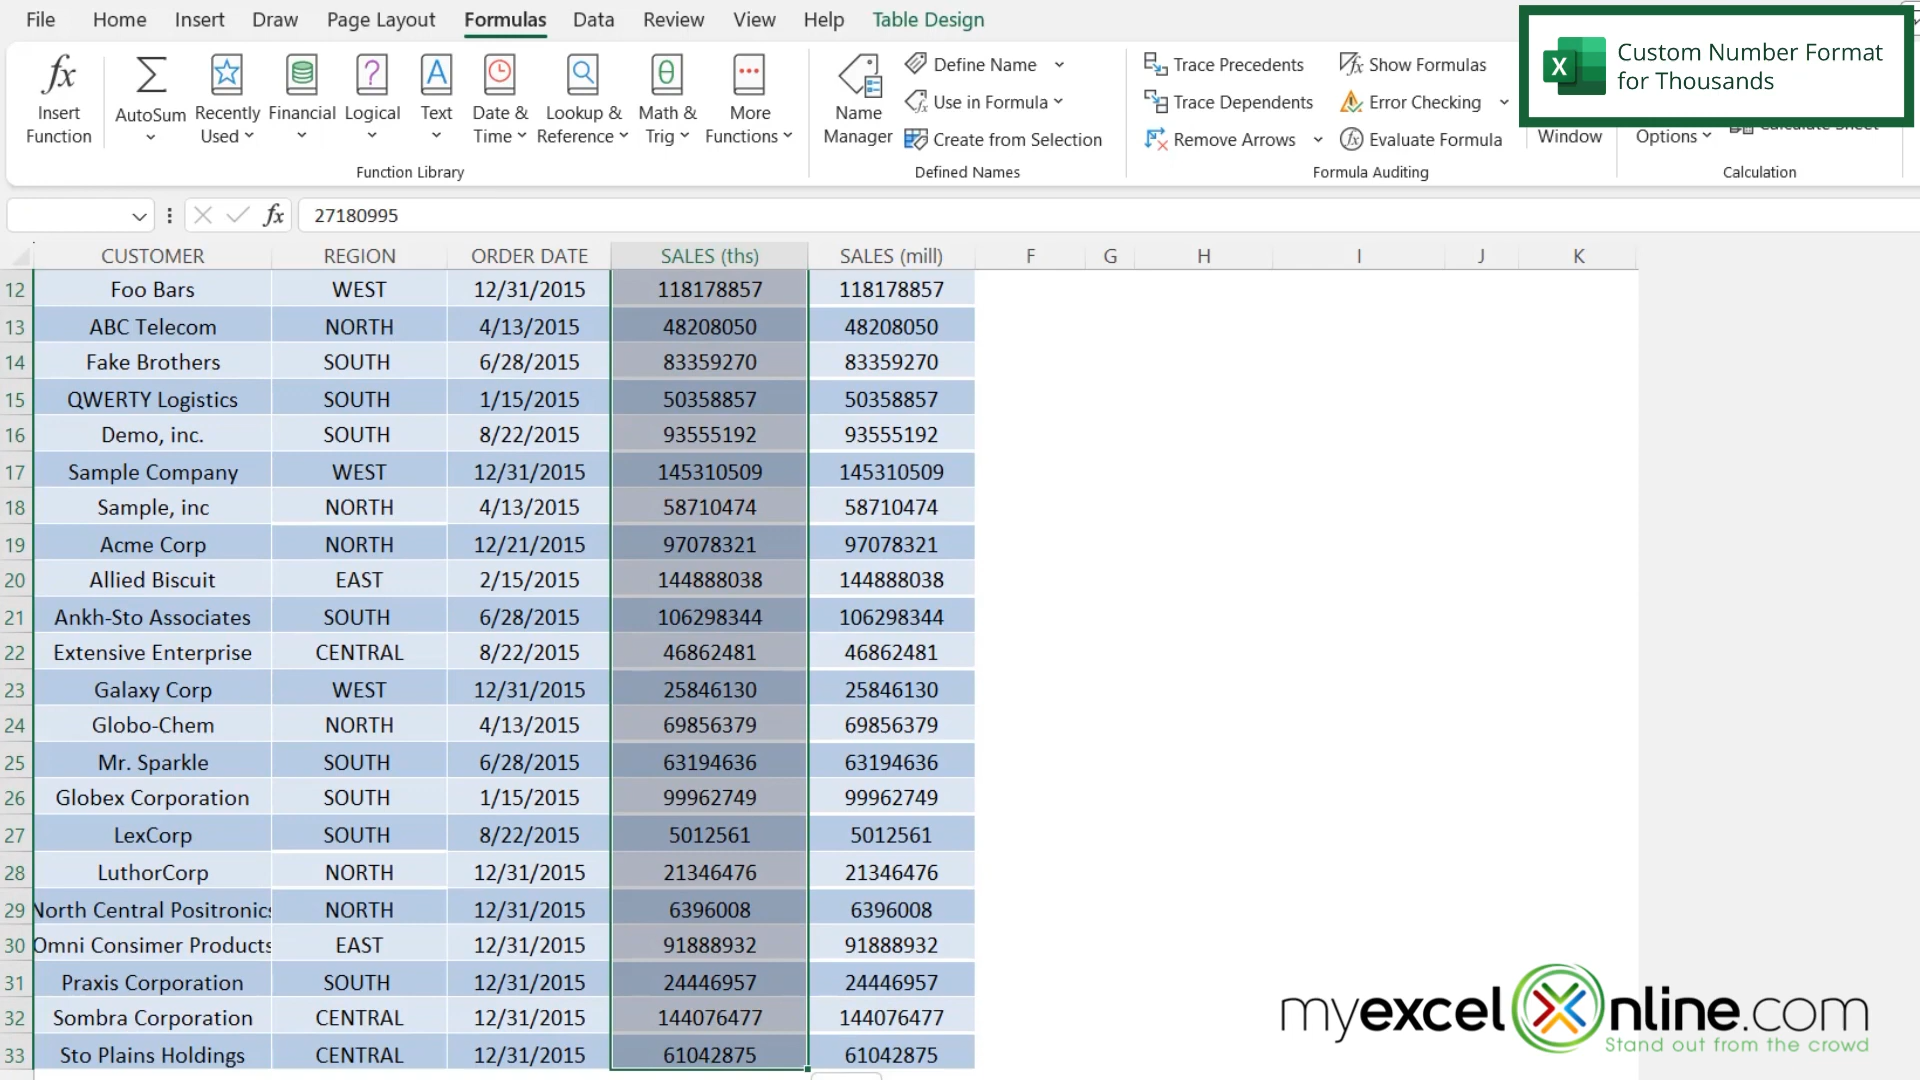 File Home Insert Draw Page Layout Formulas Data Review View Help Table Design
Custom Number Format
for Thousands
Insert
Function
AutoSum
Recently
Used
Financial
Logical
Text
Date &
Time
Lookup &
Reference
Math &
Trig
More
Functions
Function Library
Name
Manager
Define Name
Use in Formula
Create from Selection
Defined Names
Trace Precedents
Trace Dependents
Remove Arrows
Show Formulas
Error Checking
Evaluate Formula
Formula Auditing
Window
Options
Calculate Sheet
Calculation
fx 27180995
CUSTOMER REGION ORDER DATE SALES (ths) SALES (mill) F G H I J K
12 Foo Bars WEST 12/31/2015 118178857 118178857
13 ABC Telecom NORTH 4/13/2015 48208050 48208050
14 Fake Brothers SOUTH 6/28/2015 83359270 83359270
15 QWERTY Logistics SOUTH 1/15/2015 50358857 50358857
16 Demo, inc. SOUTH 8/22/2015 93555192 93555192
17 Sample Company WEST 12/31/2015 145310509 145310509
18 Sample, inc NORTH 4/13/2015 58710474 58710474
19 Acme Corp NORTH 12/21/2015 97078321 97078321
20 Allied Biscuit EAST 2/15/2015 144888038 144888038
21 Ankh-Sto Associates SOUTH 6/28/2015 106298344 106298344
22 Extensive Enterprise CENTRAL 8/22/2015 46862481 46862481
23 Galaxy Corp WEST 12/31/2015 25846130 25846130
24 Globo-Chem NORTH 4/13/2015 69856379 69856379
25 Mr. Sparkle SOUTH 6/28/2015 63194636 63194636
26 Globex Corporation SOUTH 1/15/2015 99962749 99962749
27 LexCorp SOUTH 8/22/2015 5012561 5012561
28 LuthorCorp NORTH 12/31/2015 21346476 21346476
29 North Central Positronics NORTH 12/31/2015 6396008 6396008
30 Omni Consimer Products EAST 12/31/2015 91888932 91888932
31 Praxis Corporation SOUTH 12/31/2015 24446957 24446957
32 Sombra Corporation CENTRAL 12/31/2015 144076477 144076477
33 Sto Plains Holdings CENTRAL 12/31/2015 61042875 61042875
myexcelOnline.com
Stand out from the crowd